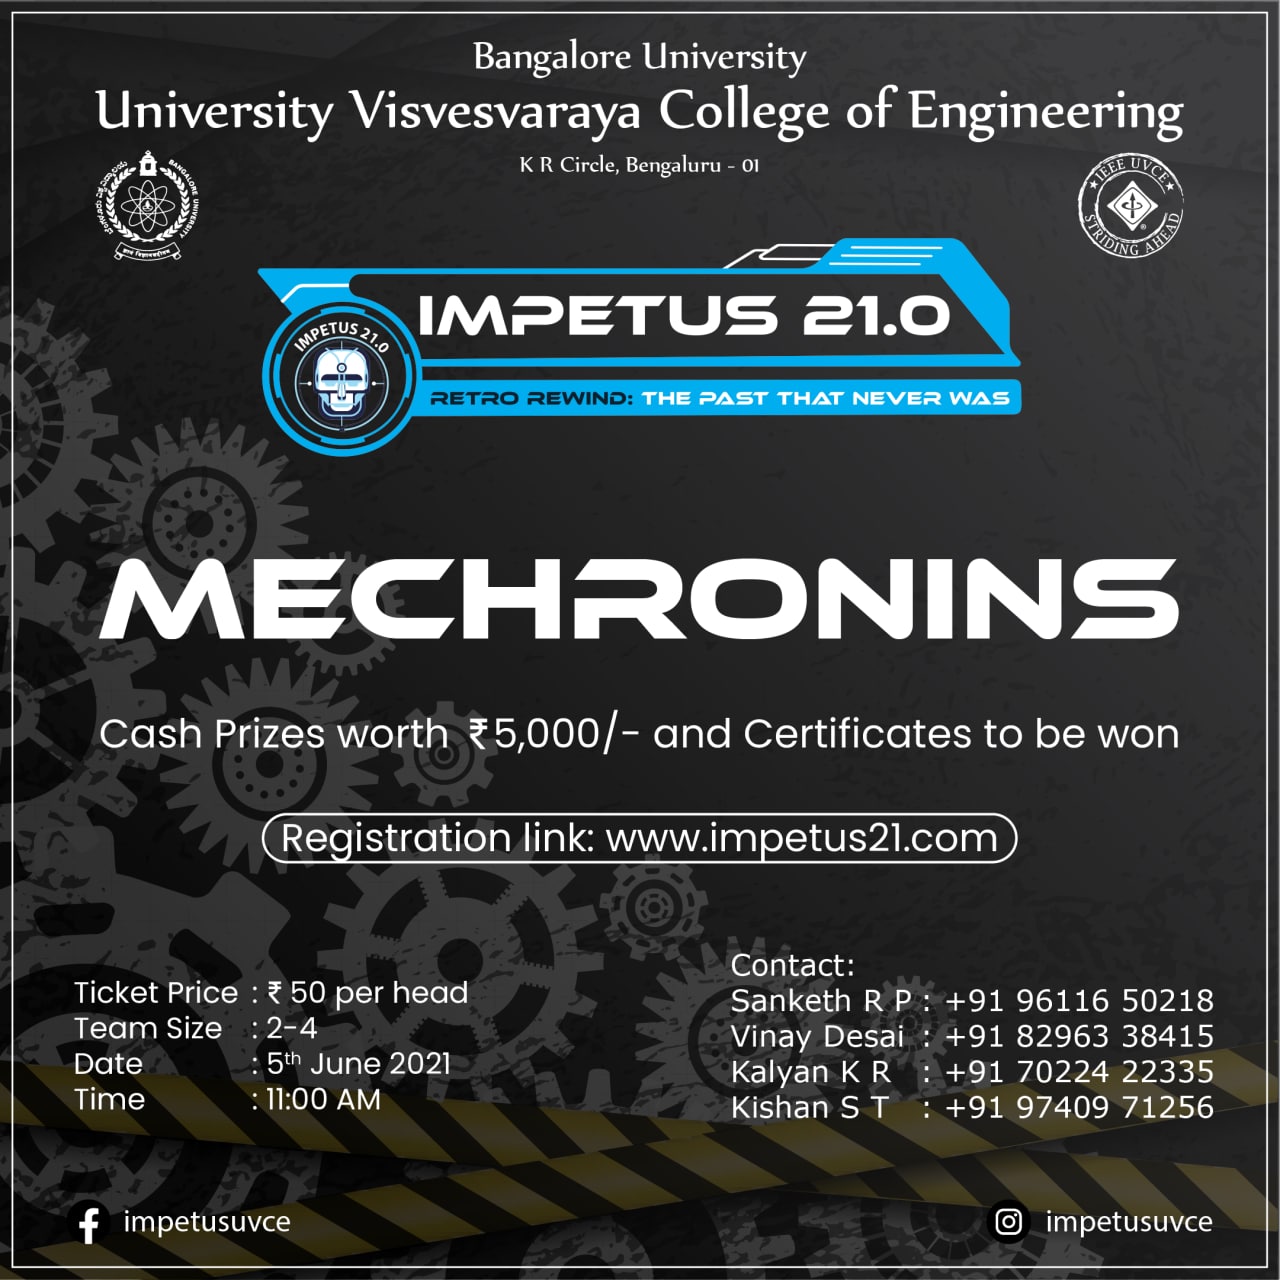 Bangalore University
University Visvesvaraya College of Engineering
K R Circle, Bengaluru - 01
BANGALORE UNIVERSITY
IEEE UVCE
STRIDING AHEAD
IMPETUS 21.0
IMPETUS 21.0
RETRO REWIND: THE PAST THAT NEVER WAS
MECHRONINS
Cash Prizes worth ₹5,000/- and Certificates to be won
Registration link: www.impetus21.com
Ticket Price : ₹ 50 per head
Team Size : 2-4
Date : 5th June 2021
Time : 11:00 AM
Contact:
Sanketh R P : +91 96116 50218
Vinay Desai : +91 82963 38415
Kalyan K R : +91 70224 22335
Kishan S T : +91 97409 71256
impetusuvce
impetusuvce